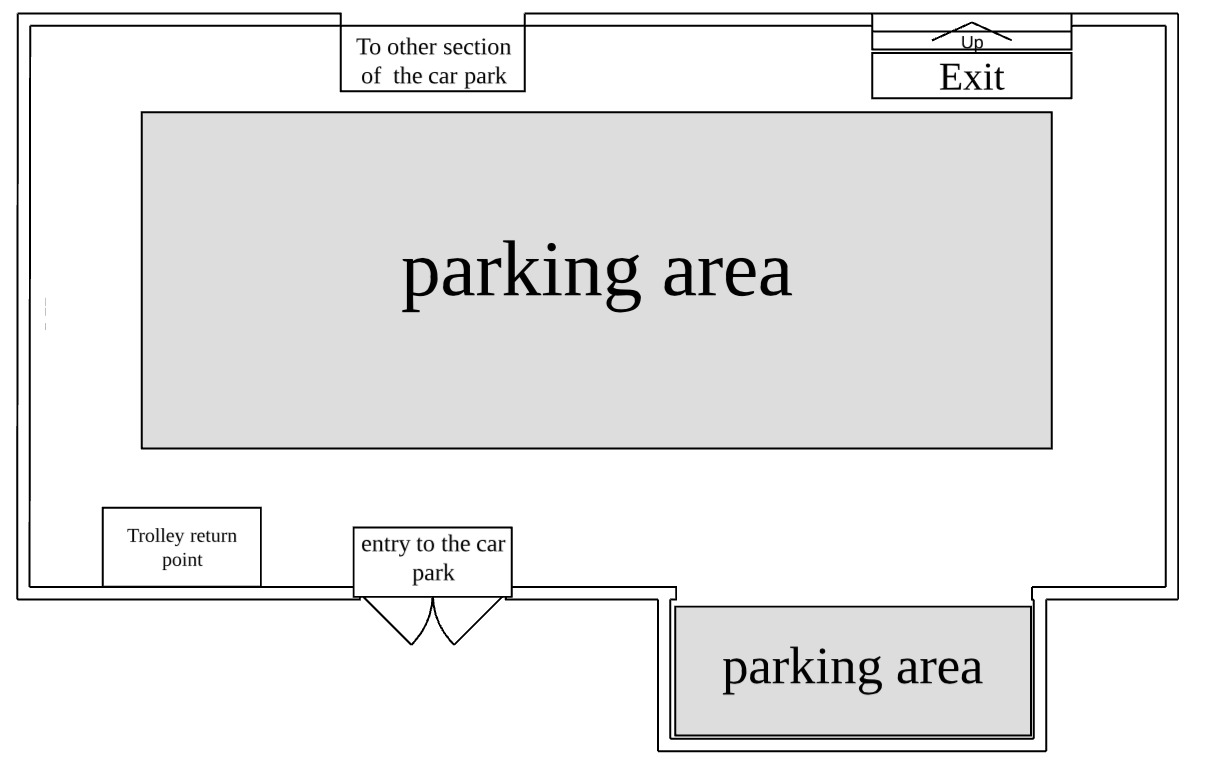 To other section
of  the car park
Up
Exit
parking area
Trolley return
point
entry to the car
park
parking area